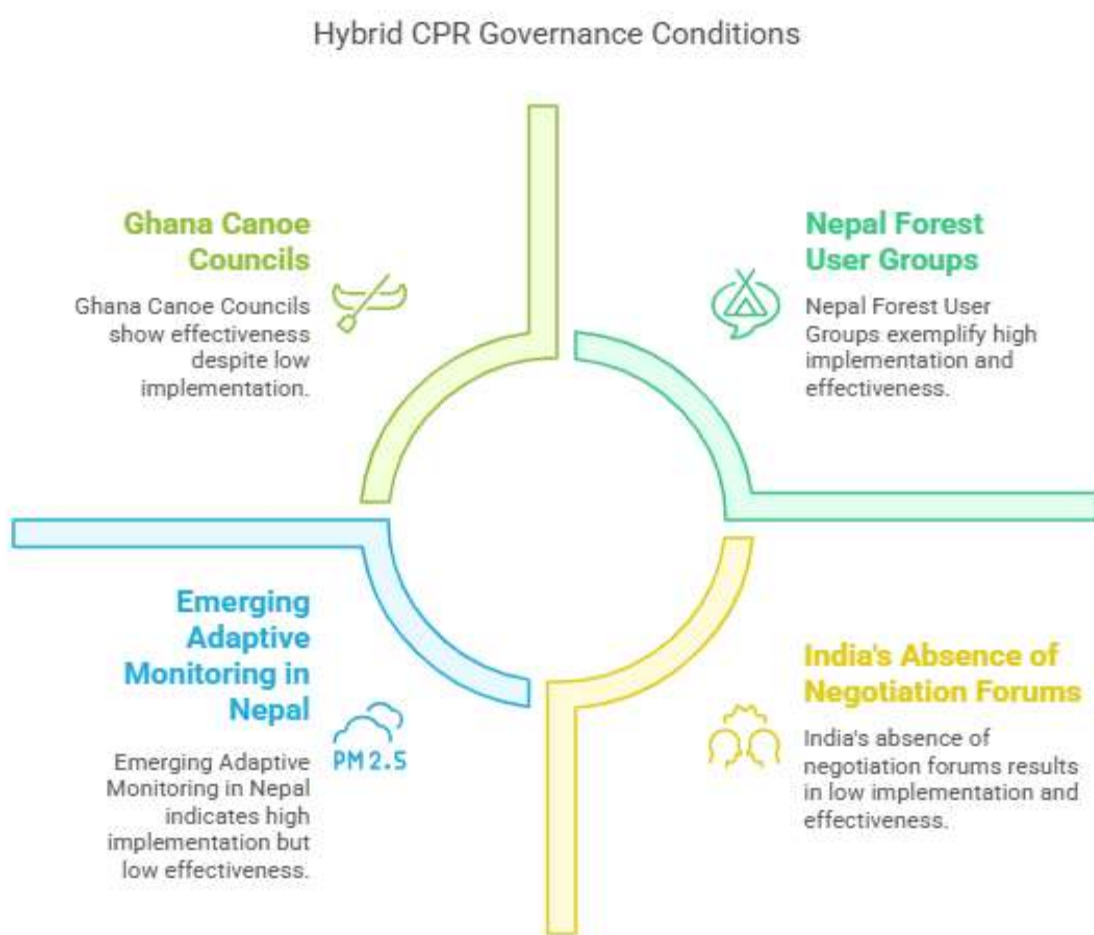 Hybrid CPR Governance Conditions
Ghana Canoe
Councils
Ghana Canoe Councils
show effectiveness
despite low
implementation.
Nepal Forest
User Groups
Nepal Forest User
Groups exemplify high
implementation and
effectiveness.
Emerging
Adaptive
Monitoring in
Nepal
PM2.5
Emerging Adaptive
Monitoring in Nepal
indicates high
implementation but
low effectiveness.
India's Absence of
Negotiation Forums
India's absence of
negotiation forums results
in low implementation and
effectiveness.